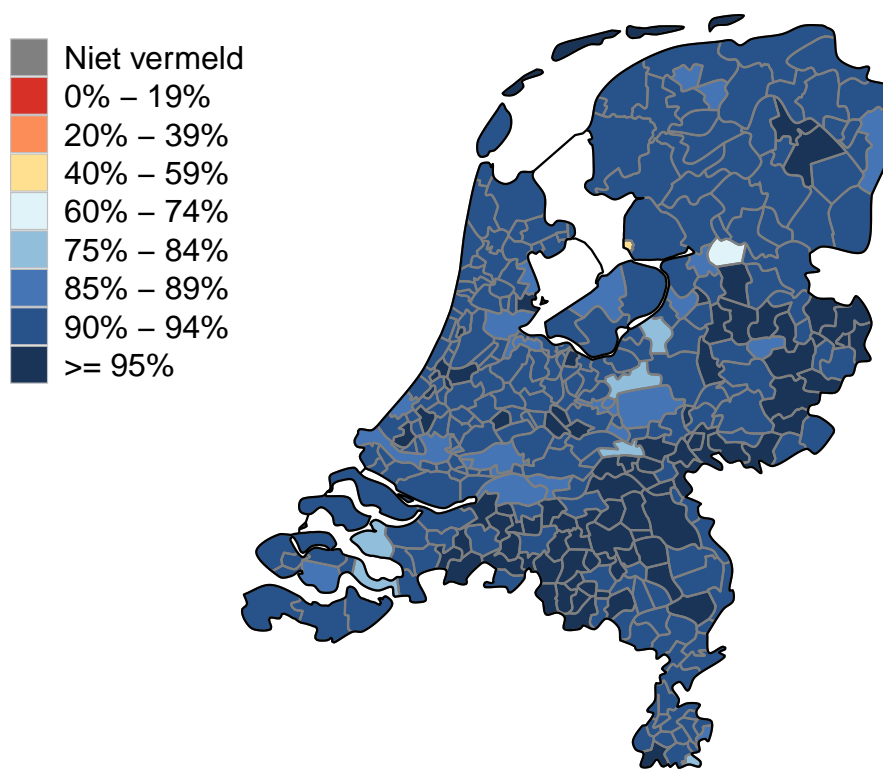 Niet vermeld
0% – 19%
20% – 39%
40% – 59%
60% – 74%
75% – 84%
85% – 89%
90% – 94%
>= 95%